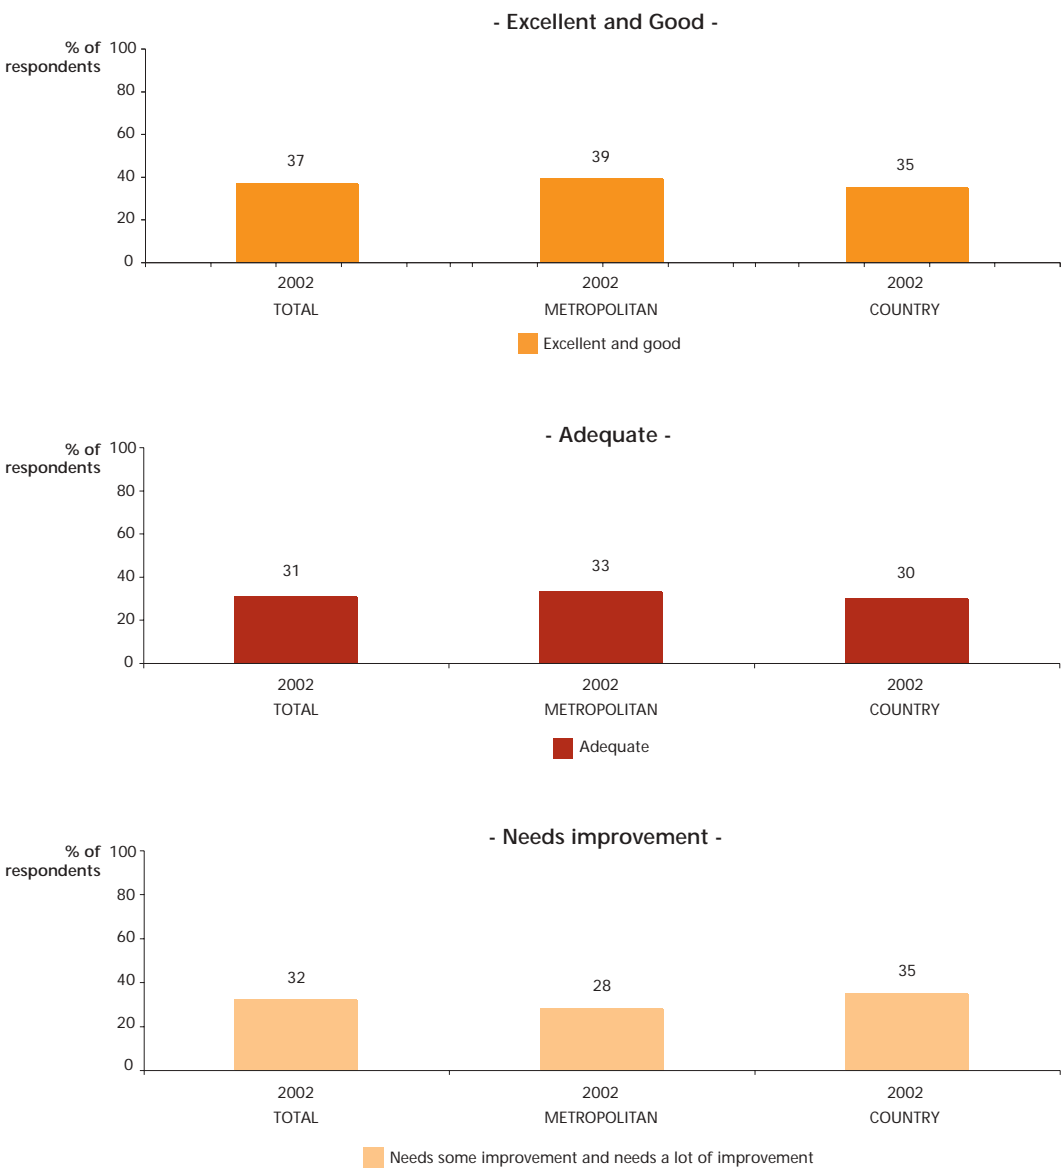 - Excellent and Good -
% of
respondents
100
80
60
40
20
0
37
39
35
2002
2002
2002
TOTAL
METROPOLITAN
COUNTRY
Excellent and good
- Adequate -
% of
respondents
100
80
60
40
20
0
31
33
30
2002
2002
2002
TOTAL
METROPOLITAN
COUNTRY
Adequate
- Needs improvement -
% of
respondents
100
80
60
40
20
0
32
28
35
2002
2002
2002
TOTAL
METROPOLITAN
COUNTRY
Needs some improvement and needs a lot of improvement